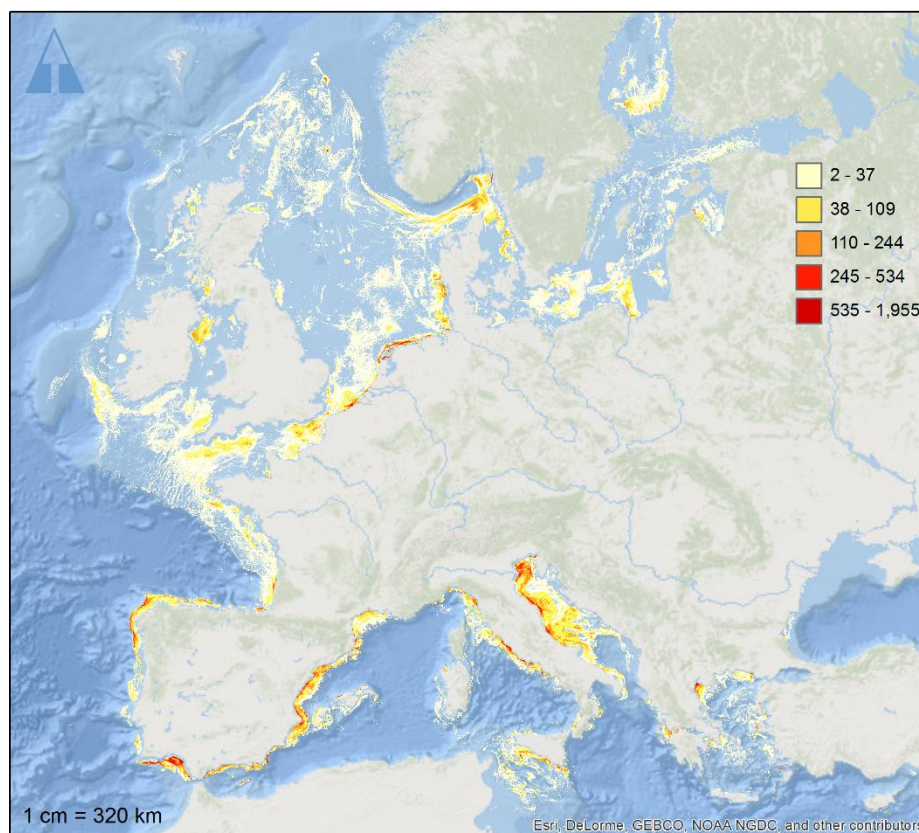 2 - 37
38 - 109
110 - 244
245 - 534
535 - 1,955
1 cm = 320 km
Esri, DeLorme, GEBCO, NOAA NGDC, and other contributors